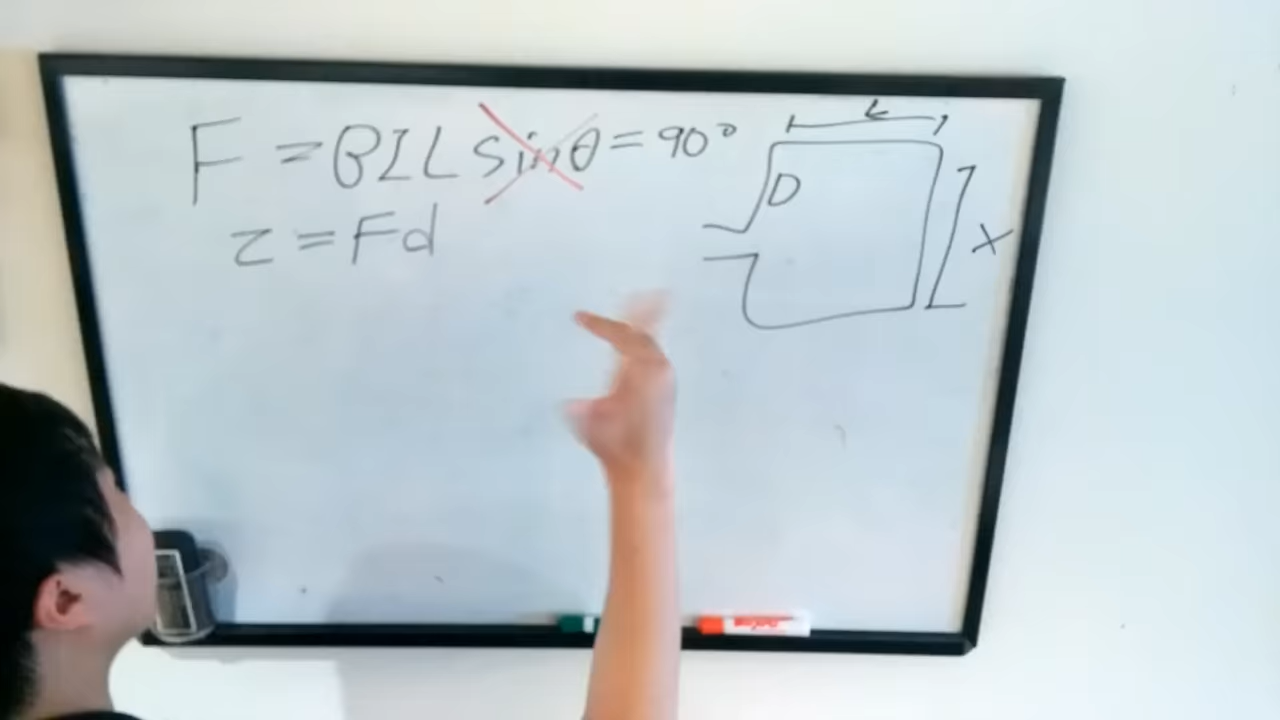 F = BIL sinθ = 90°
τ = Fd
L
D
x